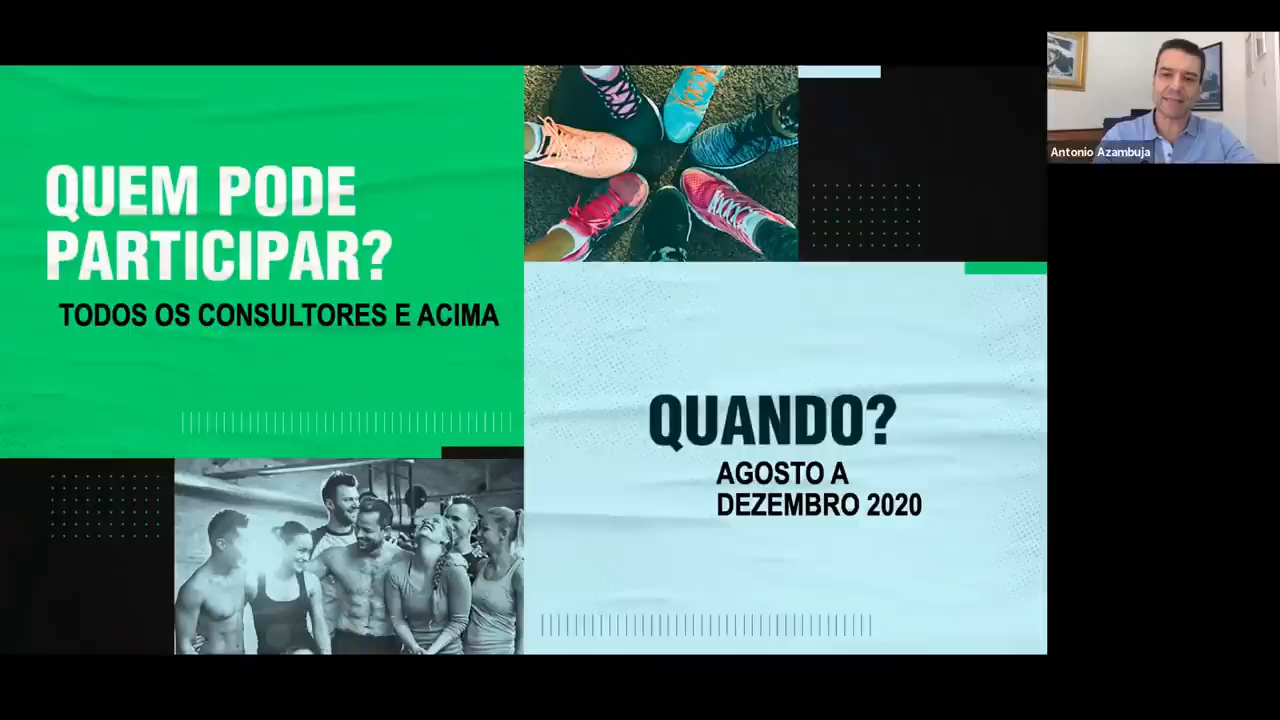 QUEM PODE
PARTICIPAR?
TODOS OS CONSULTORES E ACIMA
QUANDO?
AGOSTO A
DEZEMBRO 2020
Antonio Azambuja